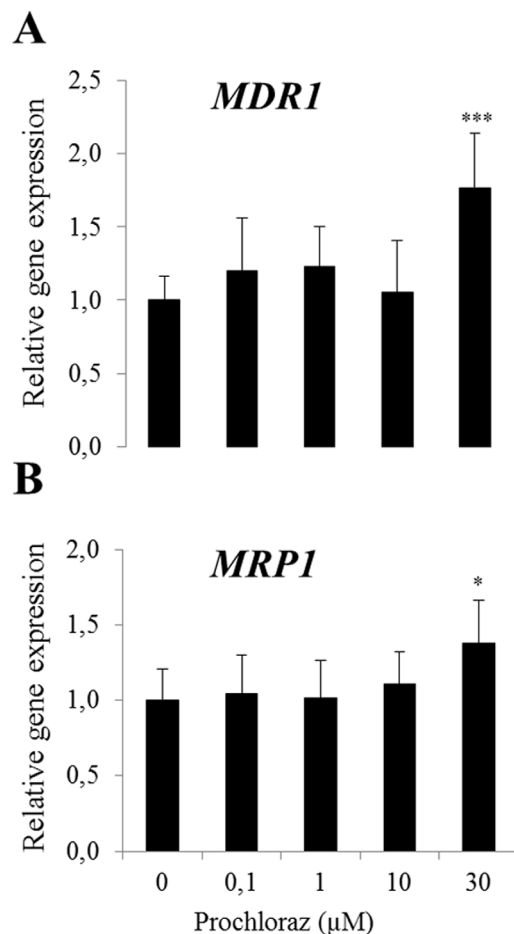 A
MDR1
Relative gene expression
2,5
2,0
1,5
1,0
0,5
0,0
***
B
MRP1
Relative gene expression
2,0
1,5
1,0
0,5
0,0
*
0 0,1 1 10 30
Prochloraz (µM)